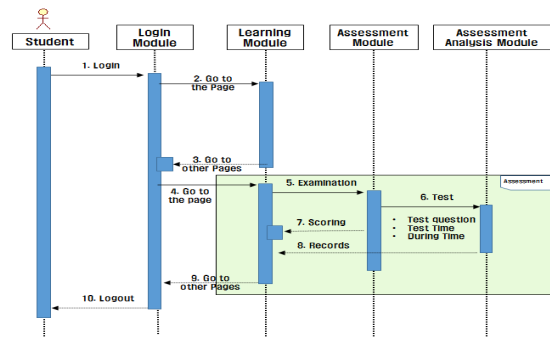 Student
Login
Module
Learning
Module
Assessment
Module
Assessment
Analysis Module
1. Login
2. Go to
the Page
3. Go to
other Pages
4. Go to
the page
5. Examination
Assessment
6. Test
• Test question
• Test Time
• During Time
7. Scoring
8. Records
9. Go to
other Pages
10. Logout